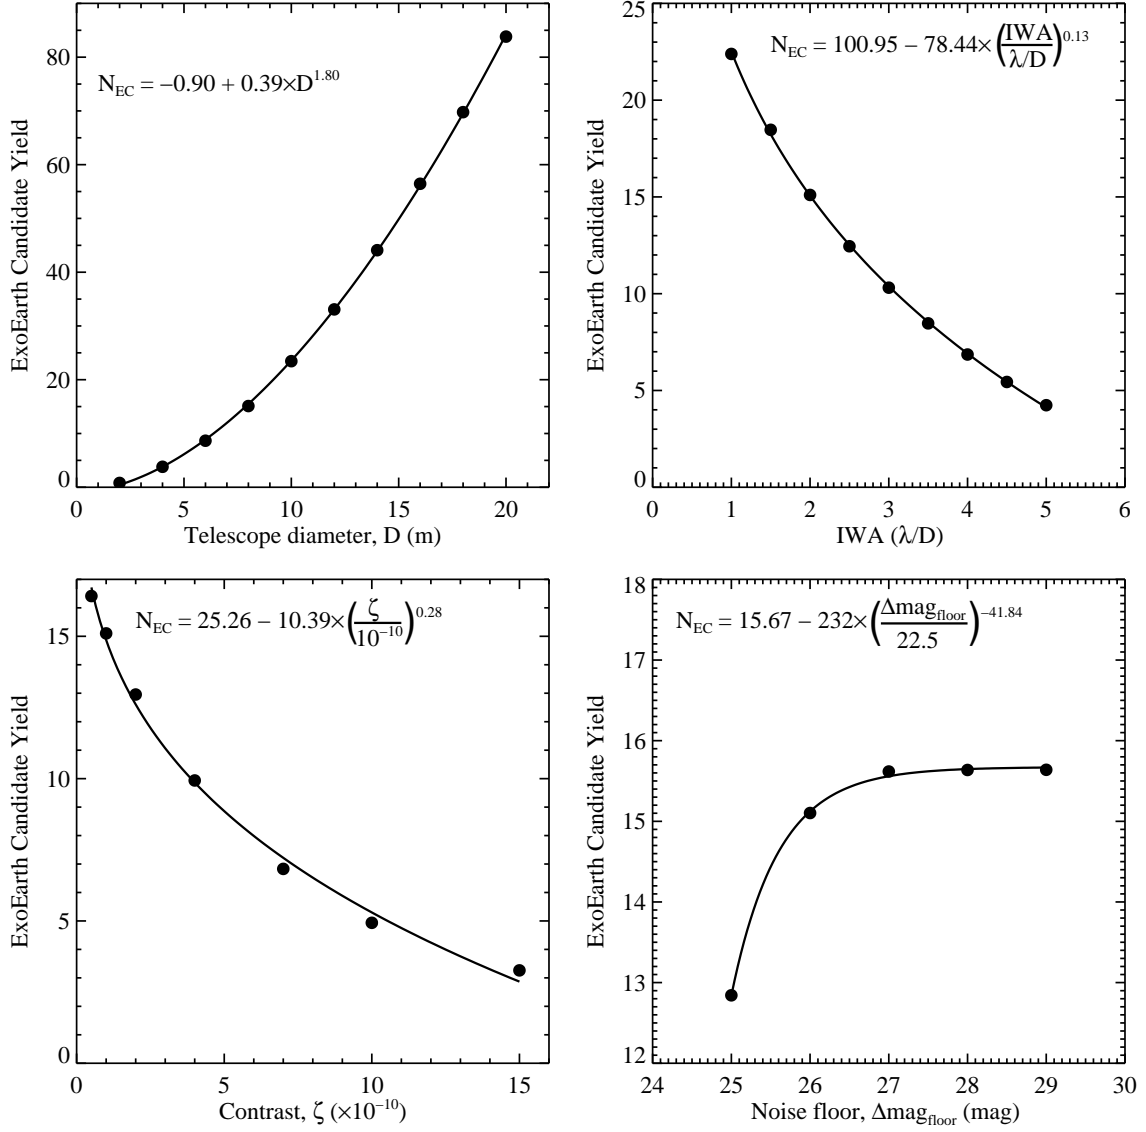 80
60
40
20
0
ExoEarth Candidate Yield
N_EC = −0.90 + 0.39×D^1.80
0 5 10 15 20
Telescope diameter, D (m)
25
20
15
10
5
0
ExoEarth Candidate Yield
N_EC = 100.95 − 78.44×(IWA/λ/D)^0.13
0 1 2 3 4 5 6
IWA (λ/D)
15
10
5
0
ExoEarth Candidate Yield
N_EC = 25.26 − 10.39×(ζ/10^−10)^0.28
0 5 10 15
Contrast, ζ (×10^−10)
18
17
16
15
14
13
12
ExoEarth Candidate Yield
N_EC = 15.67 − 232×(Δmag_floor/22.5)^−41.84
24 25 26 27 28 29 30
Noise floor, Δmag_floor (mag)